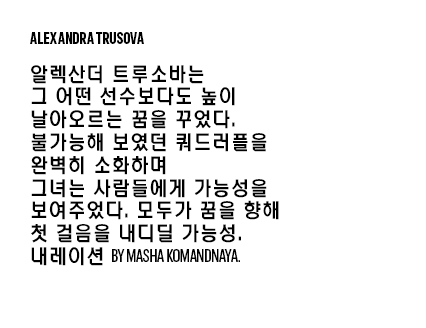 ALEXANDRA TRUSOVA
알렉산더 트루소바는
그 어떤 선수보다도 높이
날아오르는 꿈을 꾸었다.
불가능해 보였던 쿼드러플을
완벽히 소화하며
그녀는 사람들에게 가능성을
보여주었다. 모두가 꿈을 향해
첫 걸음을 내디딜 가능성.
내레이션 BY MASHA KOMANDNAYA.